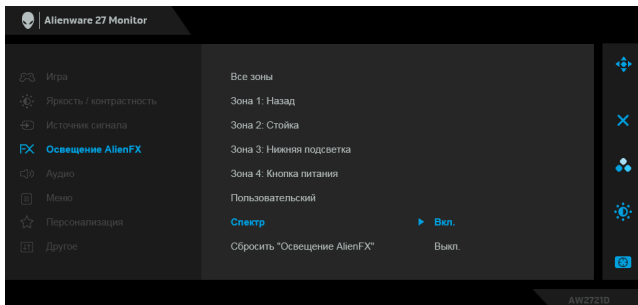 Alienware 27 Monitor
Игра
Яркость / контрастность
Источник сигнала
FX Освещение AlienFX
Аудио
Меню
Персонализация
Другое
Все зоны
Зона 1: Назад
Зона 2: Стойка
Зона 3: Нижняя подсветка
Зона 4: Кнопка питания
Пользовательский
Спектр Вкл.
Сбросить "Освещение AlienFX" Выкл.
AW2721D